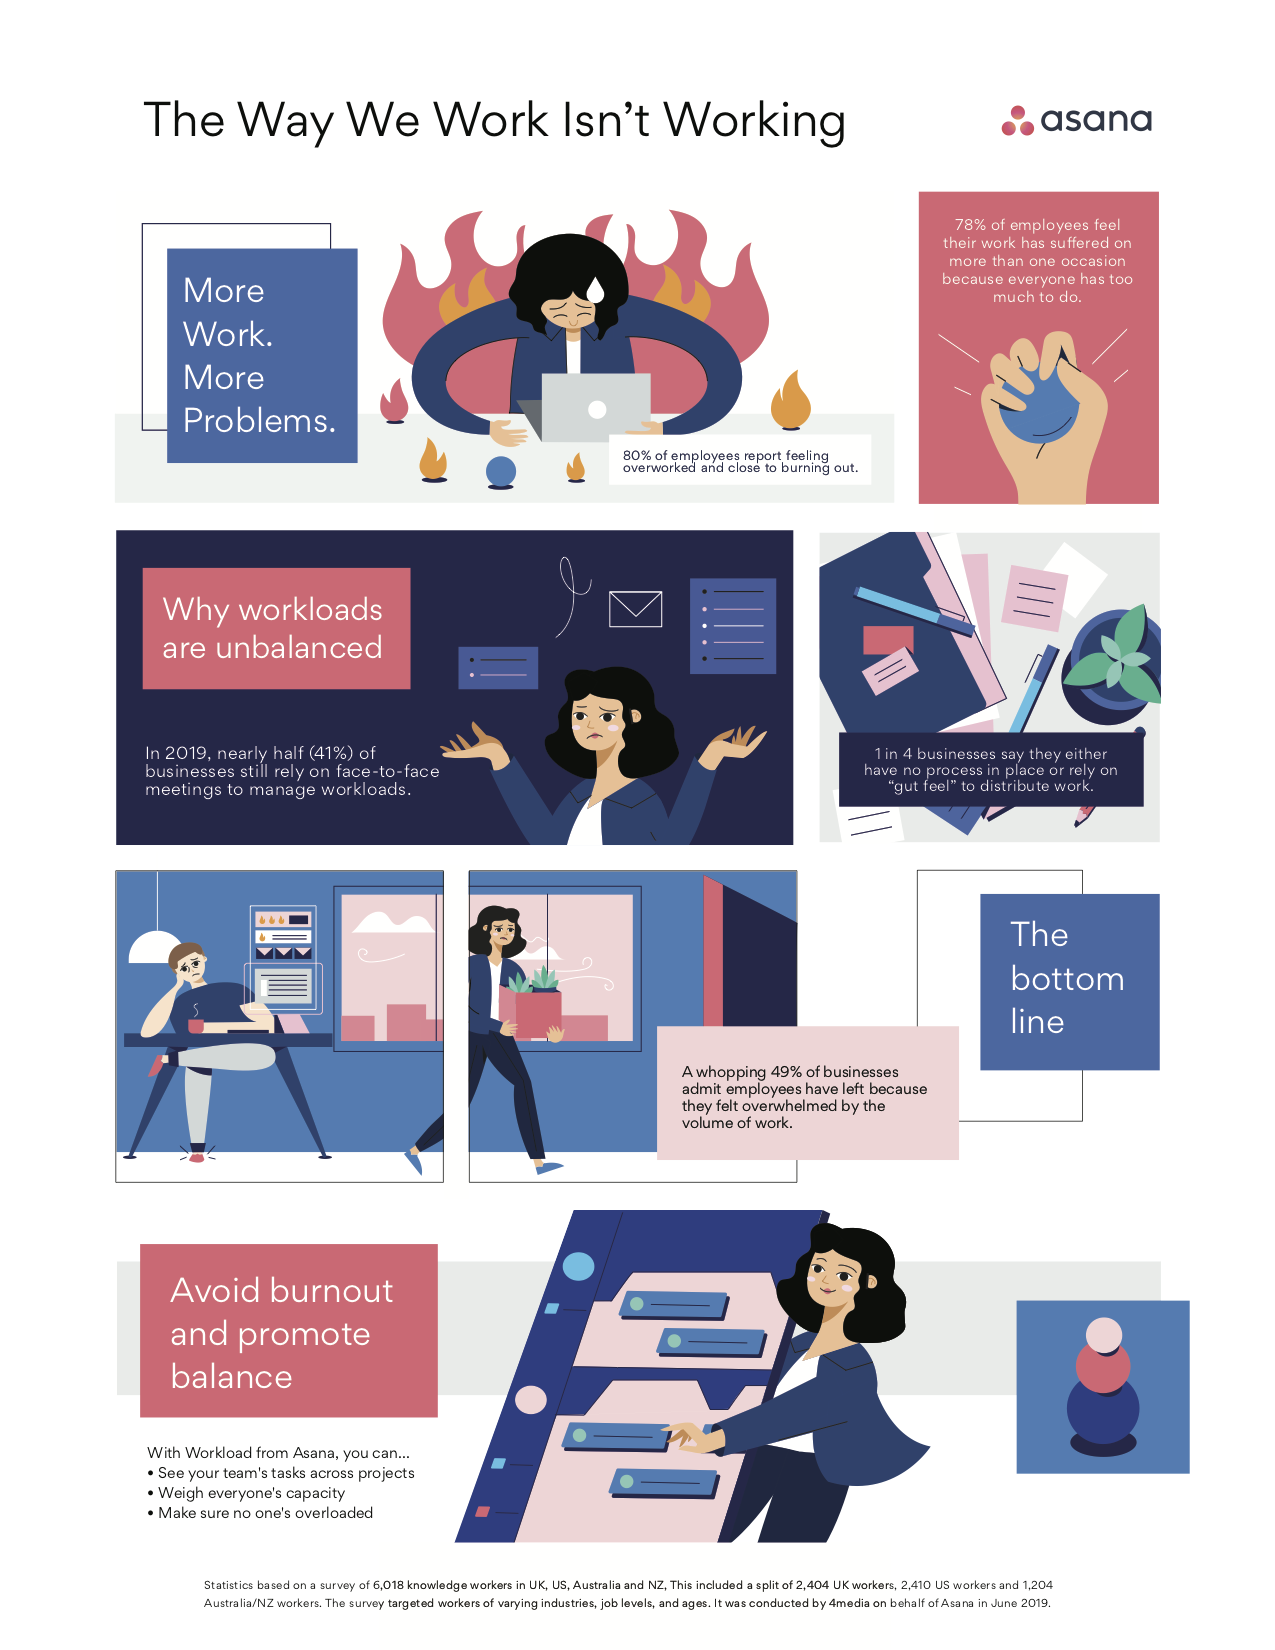 The Way We Work Isn't Working
asana
More
Work.
More
Problems.
80% of employees report feeling
overworked and close to burning out.
78% of employees feel
their work has suffered on
more than one occasion
because everyone has too
much to do.
Why workloads
are unbalanced
In 2019, nearly half (41%) of
businesses still rely on face-to-face
meetings to manage workloads.
1 in 4 businesses say they either
have no process in place or rely on
“gut feel” to distribute work.
The
bottom
line
A whopping 49% of businesses
admit employees have left because
they felt overwhelmed by the
volume of work.
Avoid burnout
and promote
balance
With Workload from Asana, you can...
• See your team's tasks across projects
• Weigh everyone's capacity
• Make sure no one's overloaded
Statistics based on a survey of 6,018 knowledge workers in UK, US, Australia and NZ, This included a split of 2,404 UK workers, 2,410 US workers and 1,204
Australia/NZ workers. The survey targeted workers of varying industries, job levels, and ages. It was conducted by 4media on behalf of Asana in June 2019.